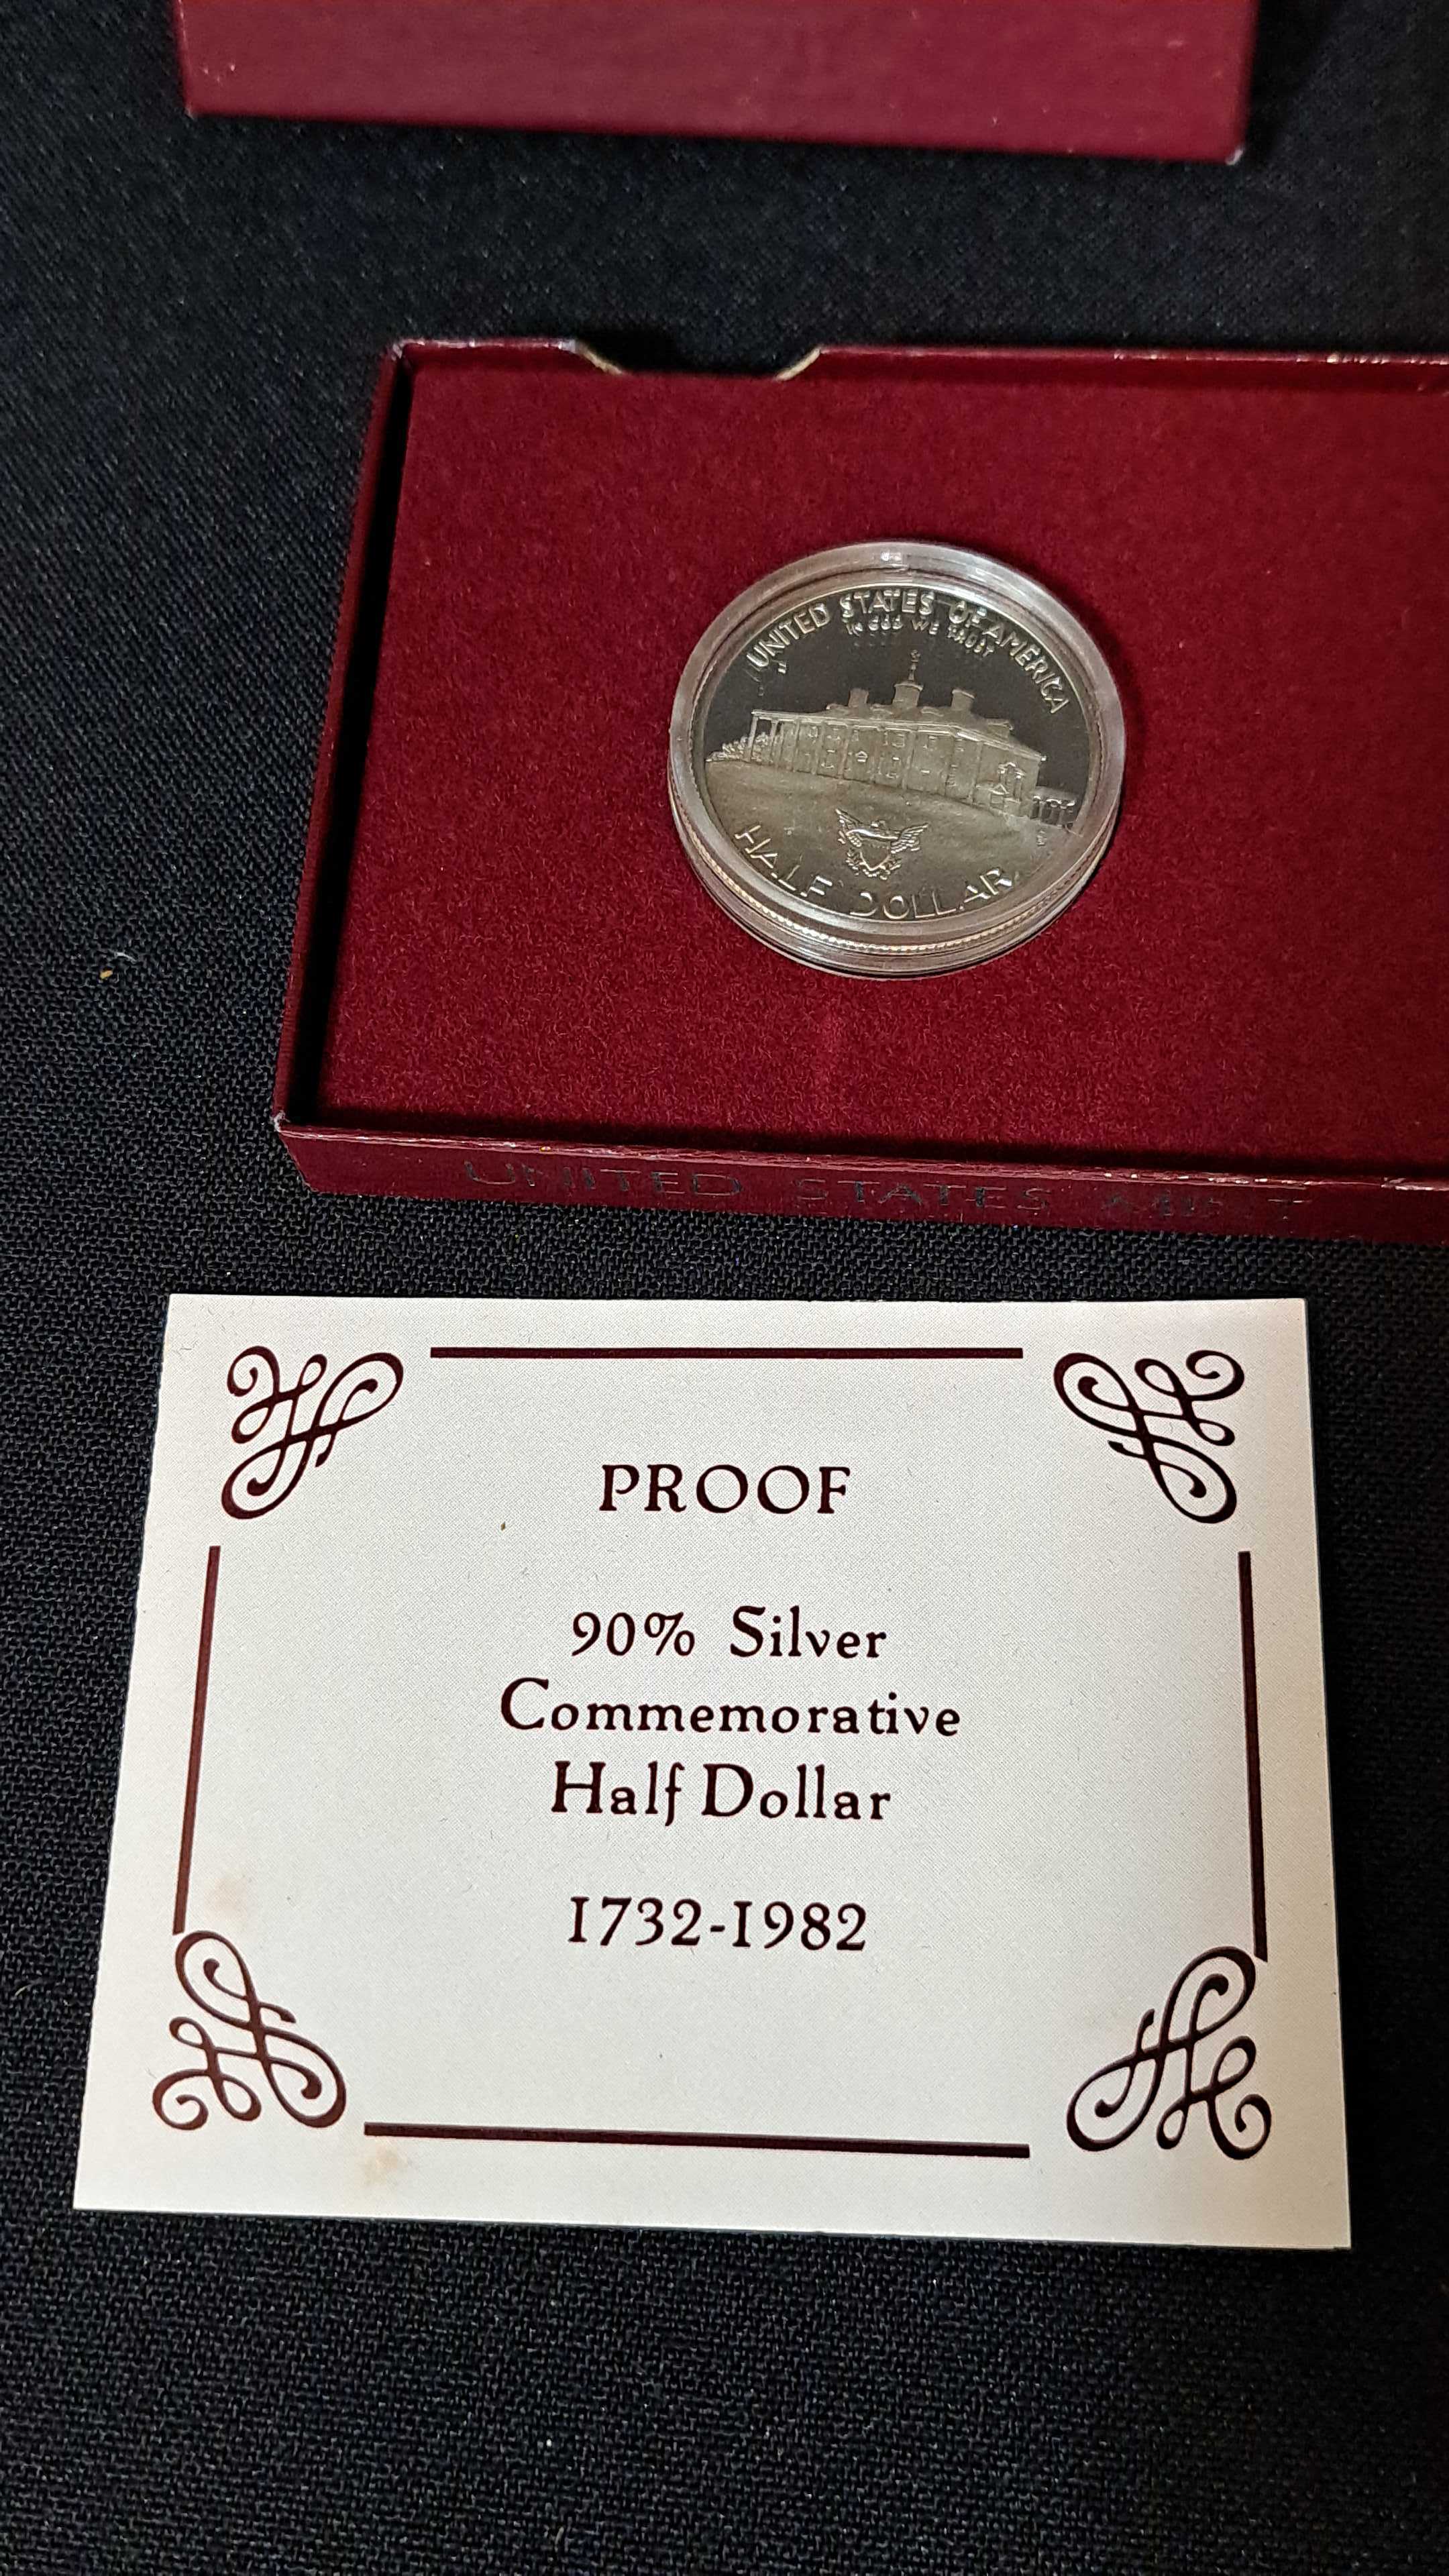 UNITED STATES OF AMERICA
IN GOD WE TRUST
HALF DOLLAR
UNITED STATES MINT
PROOF
90% Silver
Commemorative
Half Dollar
1732-1982